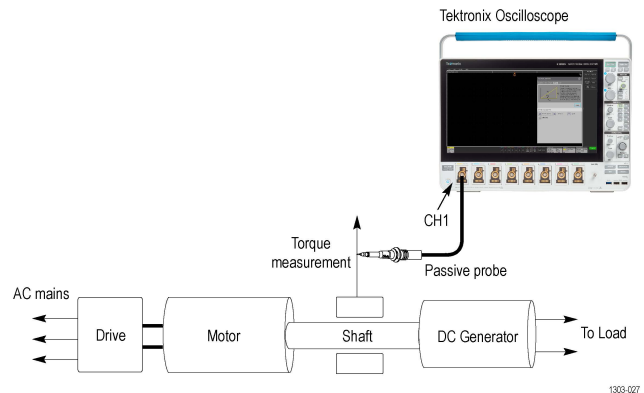 Tektronix Oscilloscope
CH1
Torque
measurement
Passive probe
AC mains
Drive
Motor
Shaft
DC Generator
To Load
1303-027